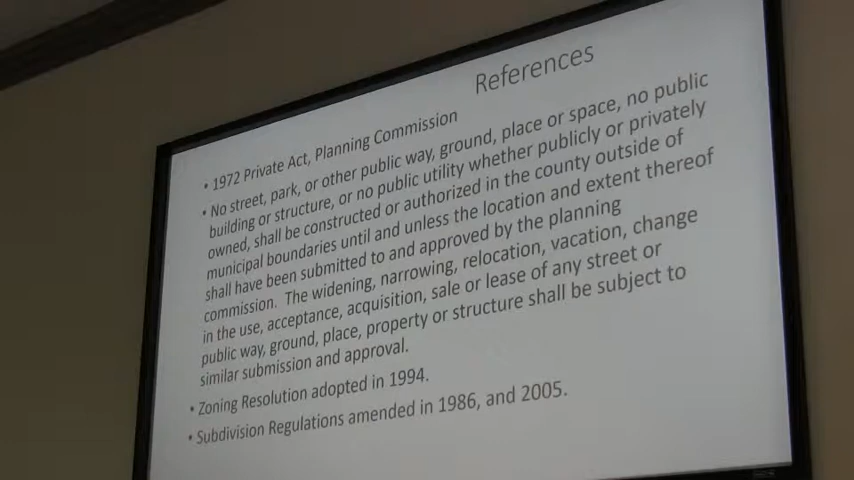 References
• 1972 Private Act, Planning Commission
• No street, park, or other public way, ground, place or space, no public
building or structure, or no public utility whether publicly or privately
owned, shall be constructed or authorized in the county outside of
municipal boundaries until and unless the location and extent thereof
shall have been submitted to and approved by the planning
commission. The widening, narrowing, relocation, vacation, change
in the use, acceptance, acquisition, sale or lease of any street or
public way, ground, place, property or structure shall be subject to
similar submission and approval.
• Zoning Resolution adopted in 1994.
• Subdivision Regulations amended in 1986, and 2005.